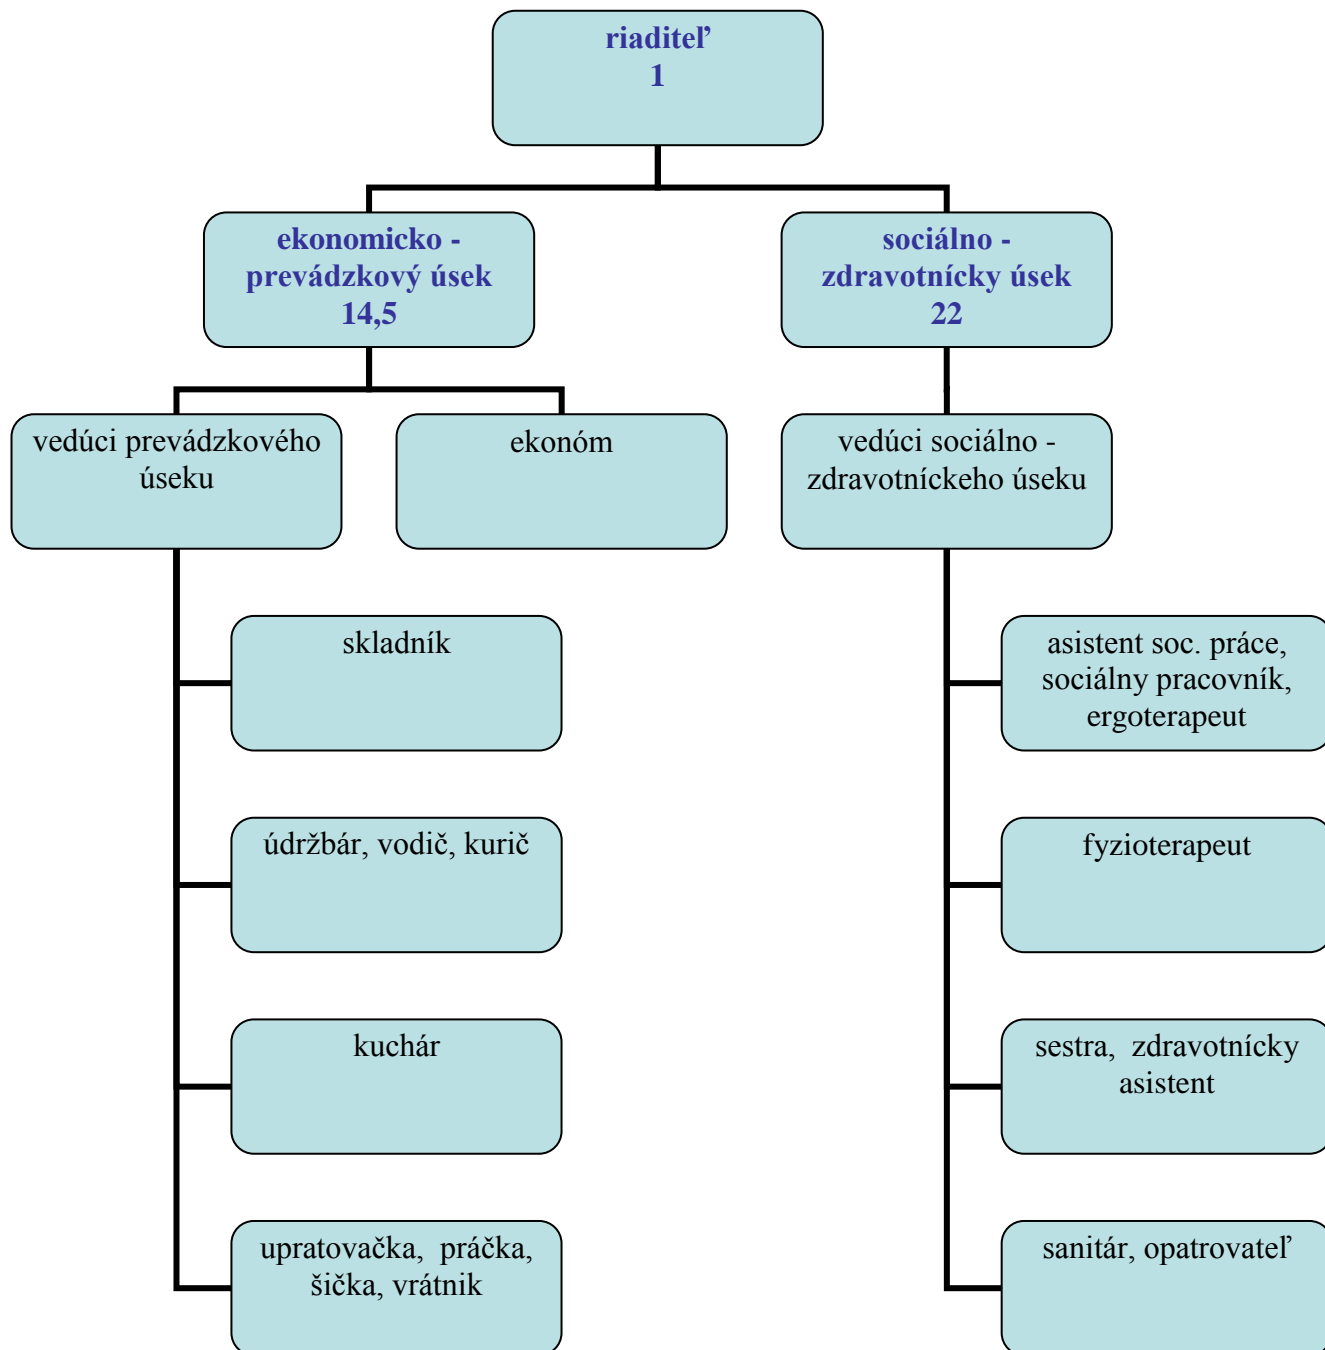 riaditeľ
1
ekonomicko -
prevádzkový úsek
14,5
sociálno -
zdravotnícky úsek
22
vedúci prevádzkového
úseku
ekonóm
vedúci sociálno -
zdravotníckeho úseku
skladník
asistent soc. práce,
sociálny pracovník,
ergoterapeut
údržbár, vodič, kurič
fyzioterapeut
kuchár
sestra,  zdravotnícky
asistent
upratovačka,  práčka,
šička, vrátnik
sanitár, opatrovateľ